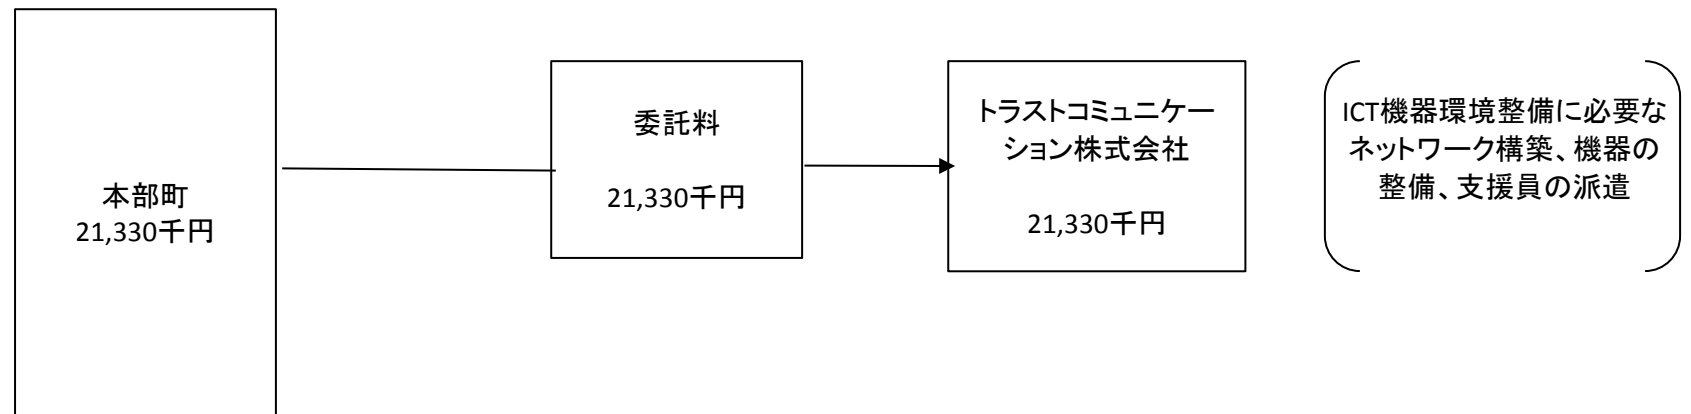 本部町
21,330千円
委託料
21,330千円
トラストコミュニケー
ション株式会社
21,330千円
ICT機器環境整備に必要な
ネットワーク構築、機器の
整備、支援員の派遣